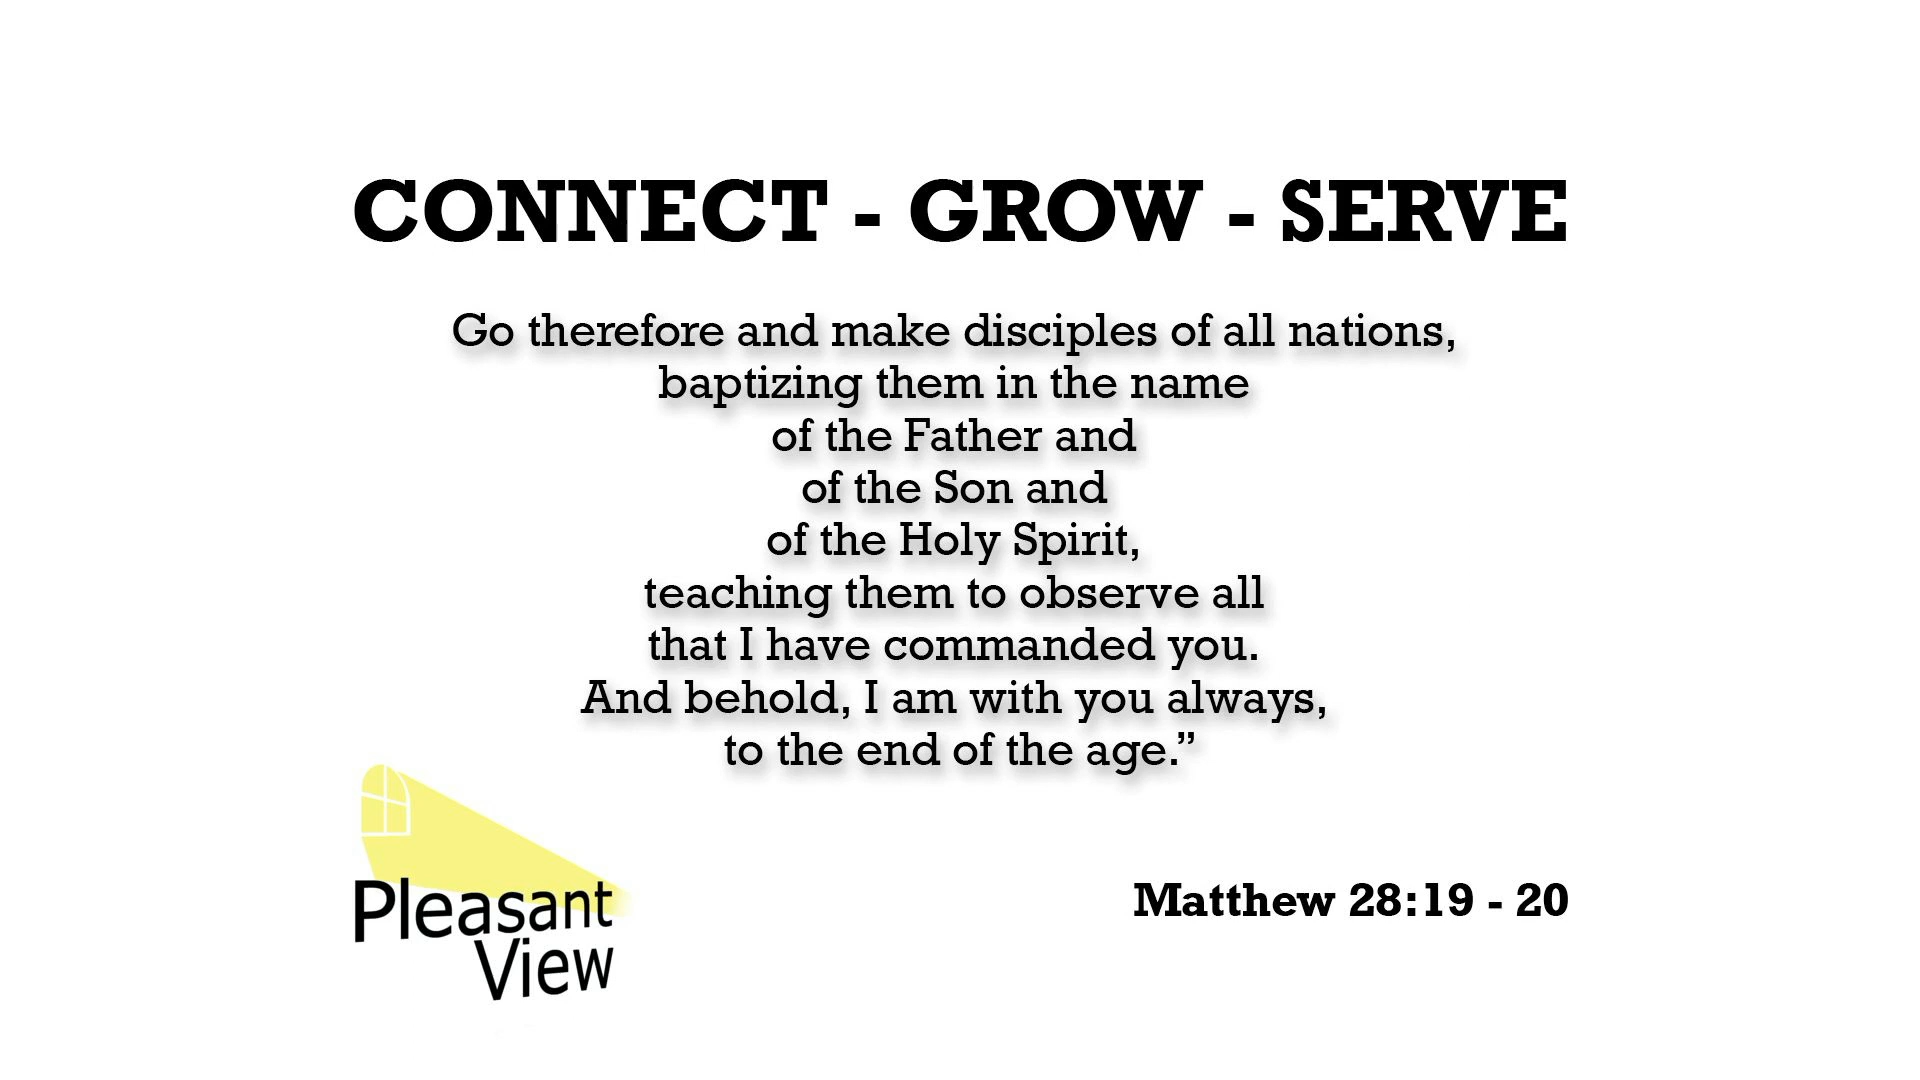 CONNECT - GROW - SERVE
Go therefore and make disciples of all nations,
baptizing them in the name
of the Father and
of the Son and
of the Holy Spirit,
teaching them to observe all
that I have commanded you.
And behold, I am with you always,
to the end of the age.”
Pleasant
View
Matthew 28:19 - 20